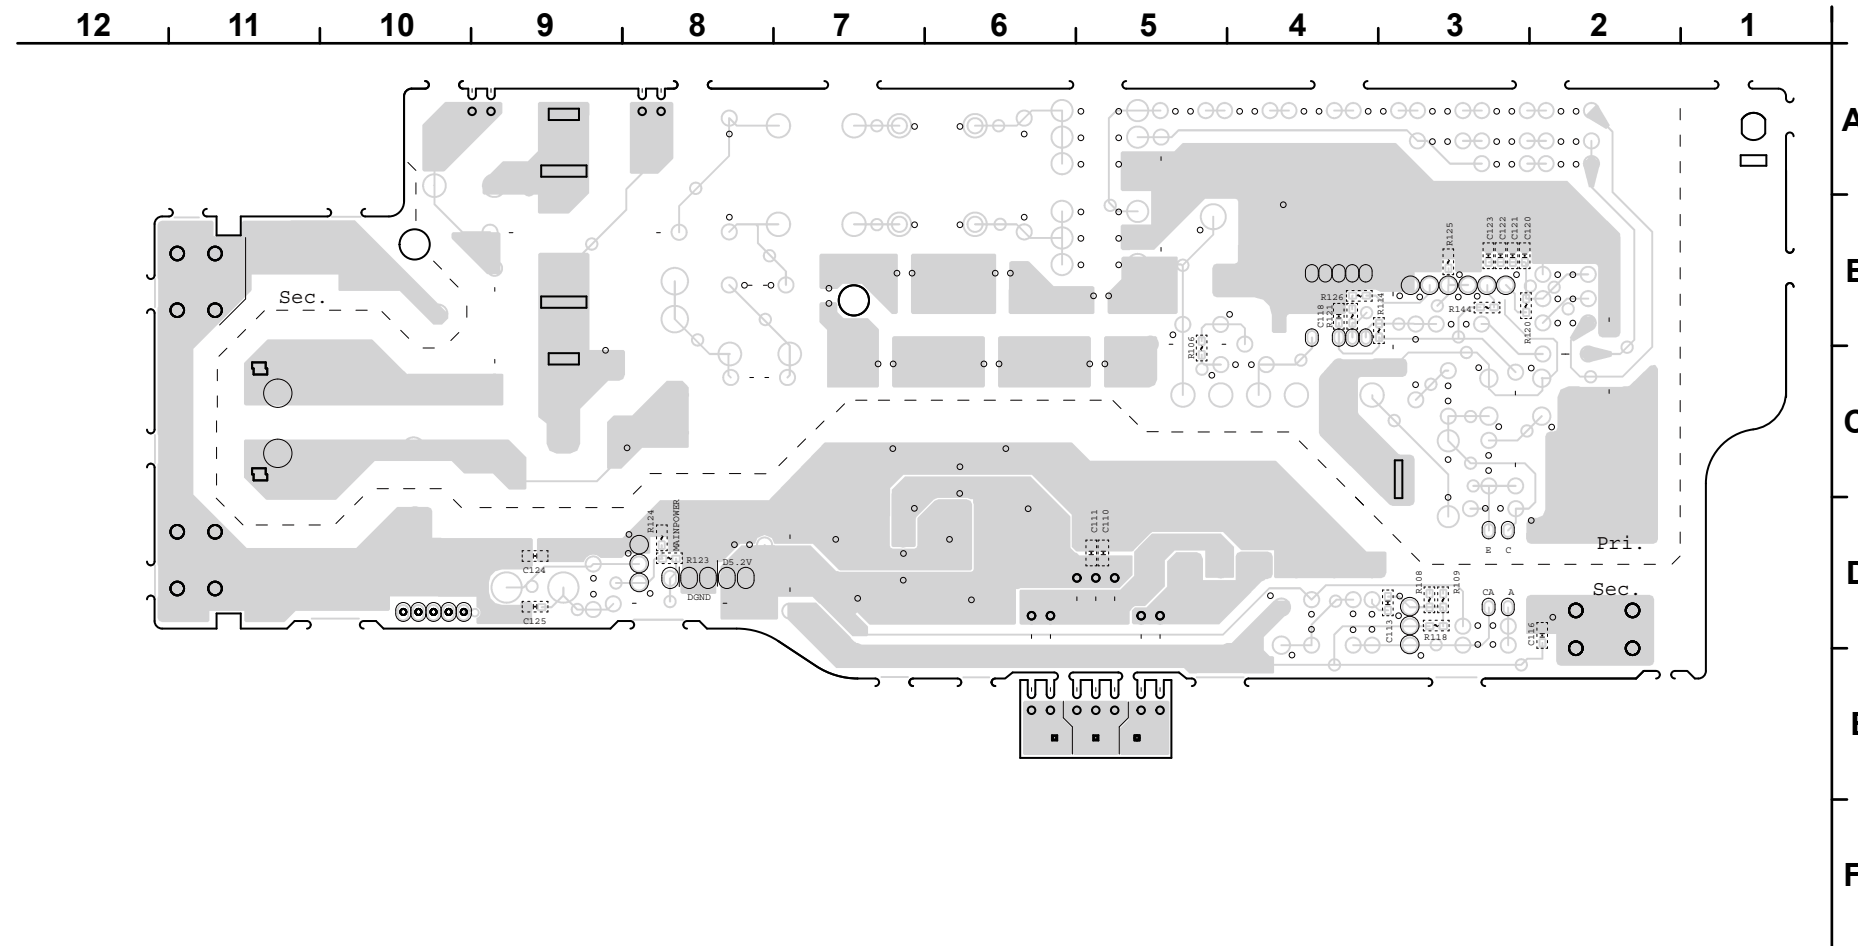 12 11 10 9 8 7 6 5 4 3 2 1
A
R125
C123
C122
C121
C120
B
Sec.
R126
R114
C118
R121
R144
R120
R106
C
R124
MAINPOWER
C111
C110
Pri.
E C
R123
D5.2V
C124
DGND
D
R108
R109
CA A
Sec.
C125
C113
R118
C116
E
F